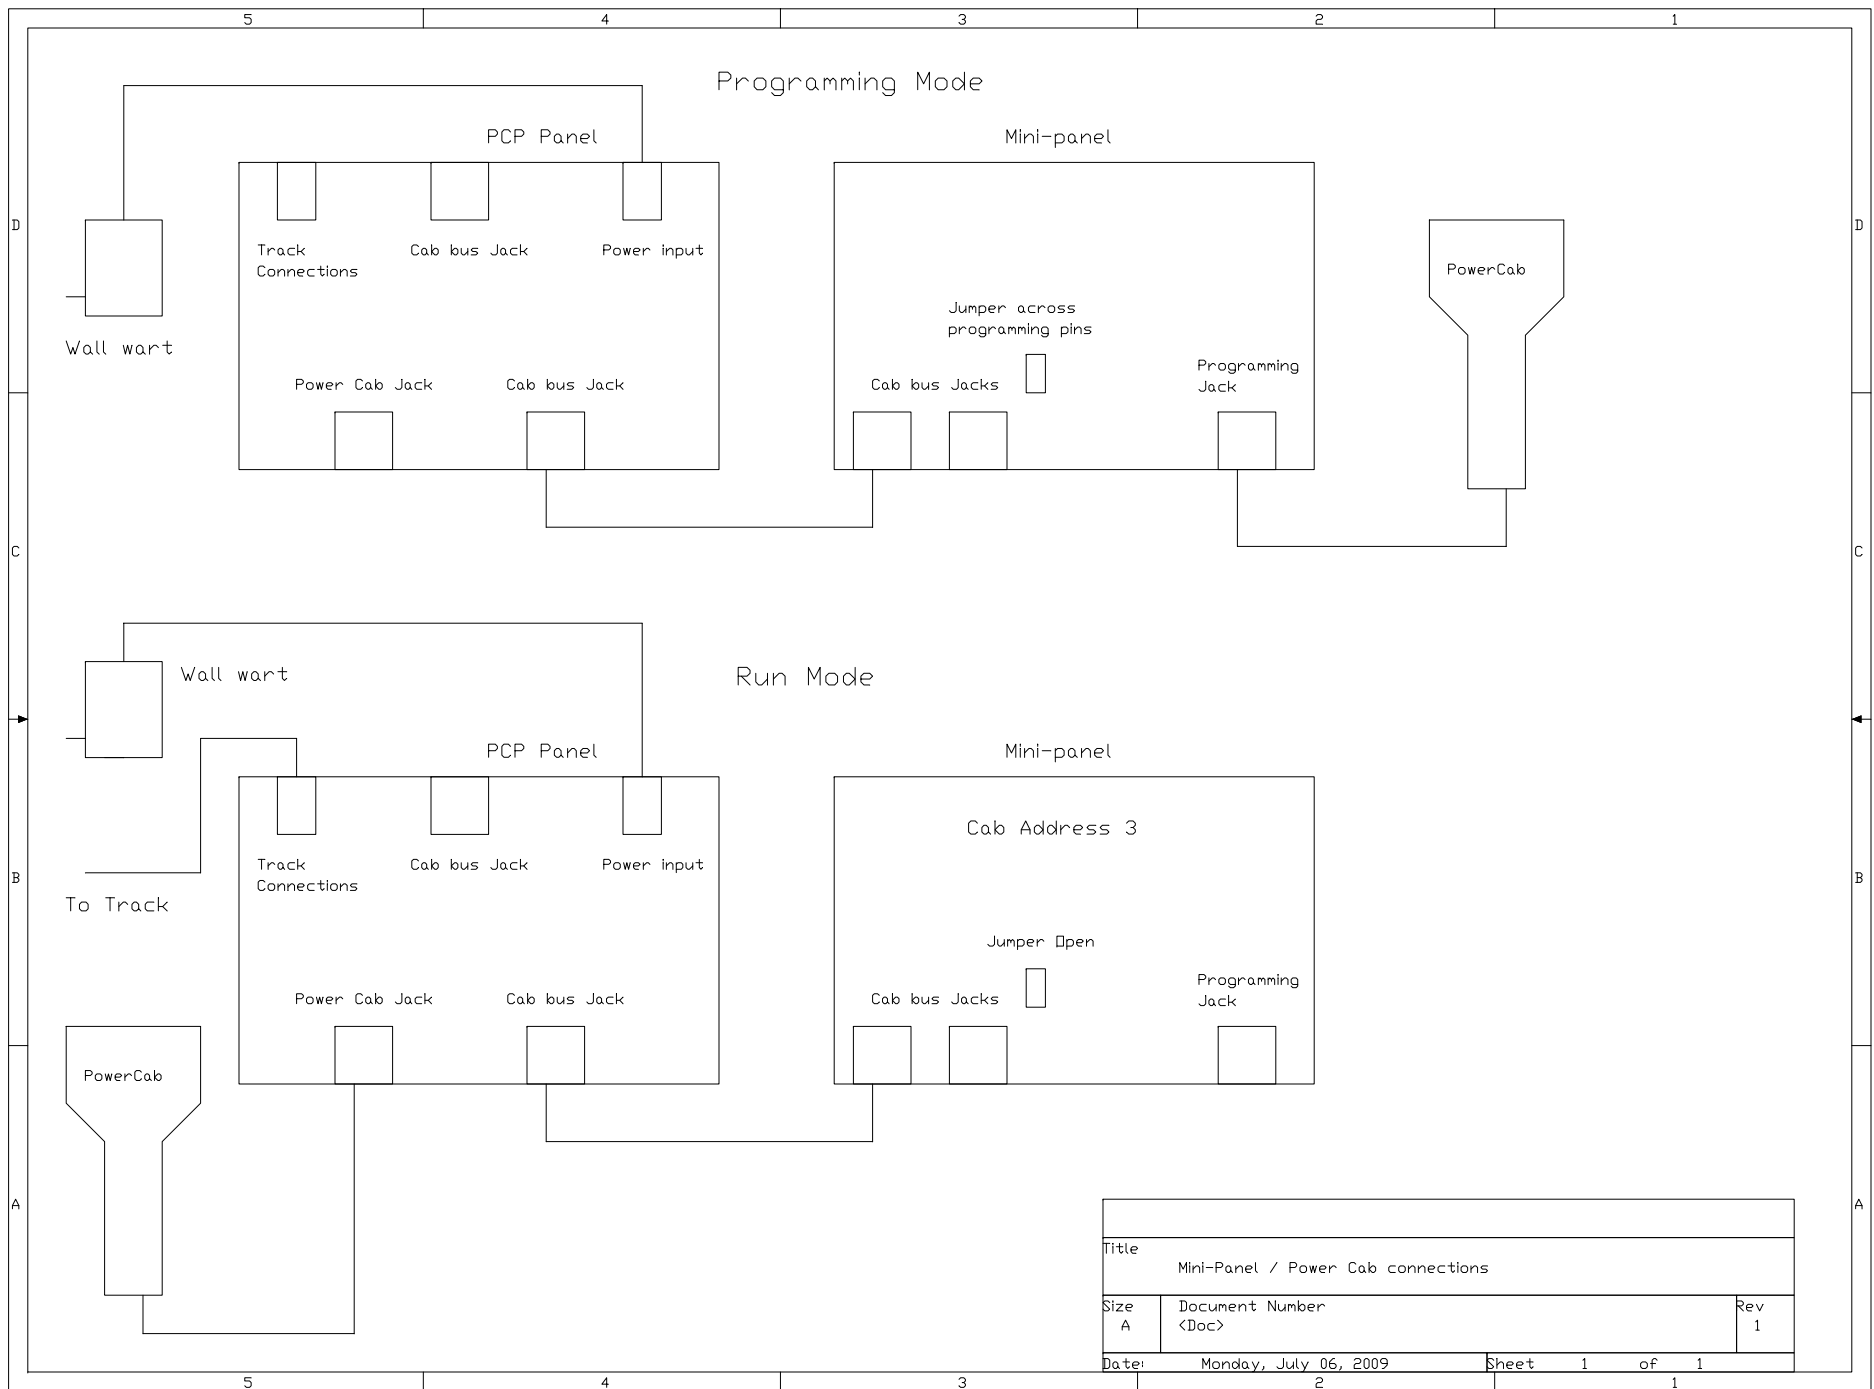 5 4 3 2 1
Programming Mode
PCP Panel
Mini-panel
D
D
Track
Connections
Cab bus Jack
Power input
PowerCab
Jumper across
programming pins
Wall wart
Power Cab Jack
Cab bus Jack
Cab bus Jacks
Programming
Jack
C
C
Wall wart
Run Mode
PCP Panel
Mini-panel
Cab Address 3
Track
Connections
Cab bus Jack
Power input
B
B
To Track
Jumper Open
Power Cab Jack
Cab bus Jack
Cab bus Jacks
Programming
Jack
PowerCab
A
A
Title
Mini-Panel / Power Cab connections
Size
Document Number
Rev
A
<Doc>
1
Date:
Monday, July 06, 2009
Sheet 1 of 1
5 4 3 2 1